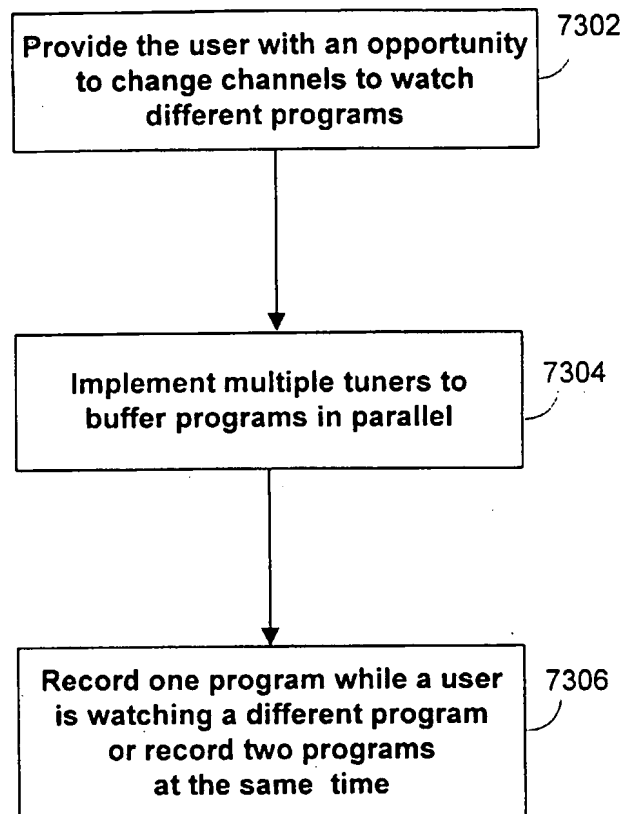 Provide the user with an opportunity
to change channels to watch
different programs
7302
Implement multiple tuners to
buffer programs in parallel
7304
Record one program while a user
is watching a different program
or record two programs
at the same time
7306